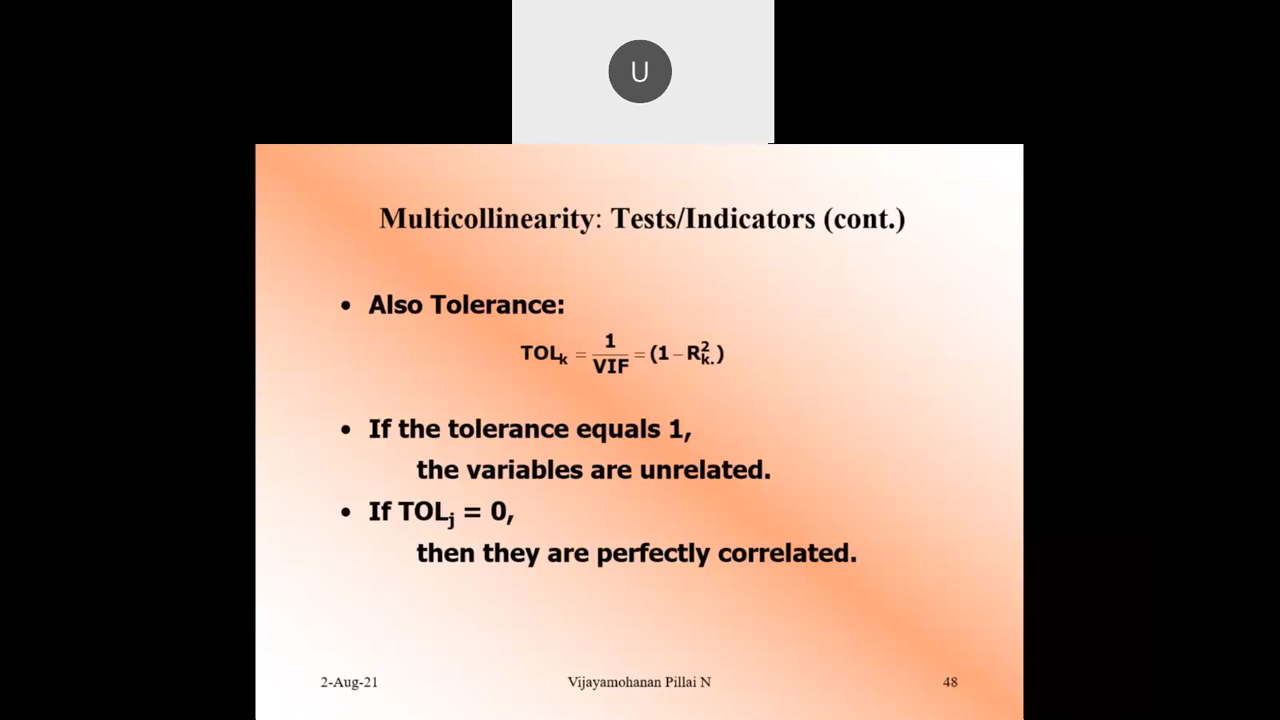 U
Multicollinearity: Tests/Indicators (cont.)
• Also Tolerance:
TOLₖ = 1/VIF = (1 − R²ₖ.)
• If the tolerance equals 1,
the variables are unrelated.
• If TOLⱼ = 0,
then they are perfectly correlated.
2-Aug-21 Vijayamohanan Pillai N 48